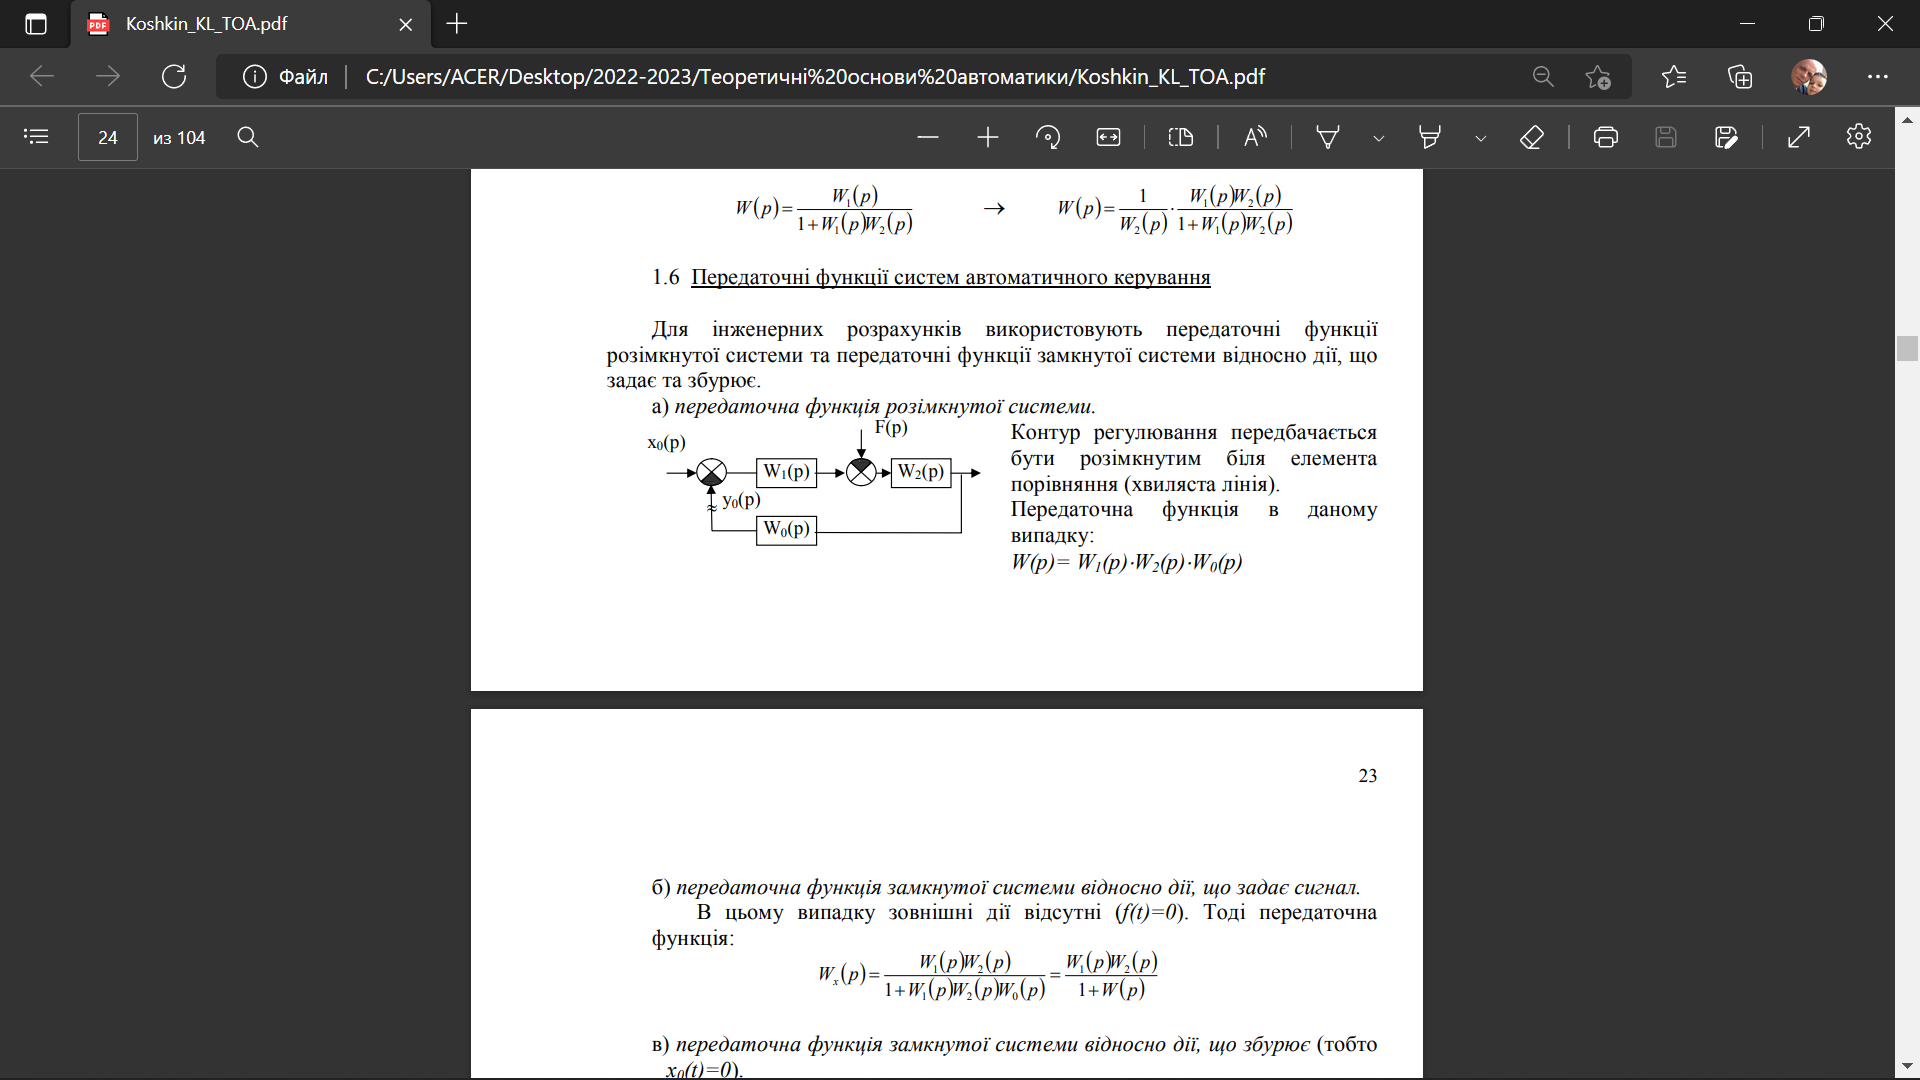 Koshkin_KL_TOA.pdf
Файл
C:/Users/ACER/Desktop/2022-2023/Теоретичні%20основи%20автоматики/Koshkin_KL_TOA.pdf
24 из 104
W(p)= W₁(p) / 1+W₁(p)W₂(p) → W(p)= 1 / W₂(p) · W₁(p)W₂(p) / 1+W₁(p)W₂(p)
1.6 Передаточні функції систем автоматичного керування
Для інженерних розрахунків використовують передаточні функції
розімкнутої системи та передаточні функції замкнутої системи відносно дії, що
задає та збурює.
а) передаточна функція розімкнутої системи.
F(p)
x₀(p)
W₁(p)
W₂(p)
y₀(p)
W₀(p)
Контур регулювання передбачається
бути розімкнутим біля елемента
порівняння (хвиляста лінія).
Передаточна функція в даному
випадку:
W(p)= W₁(p)·W₂(p)·W₀(p)
23
б) передаточна функція замкнутої системи відносно дії, що задає сигнал.
В цьому випадку зовнішні дії відсутні (f(t)=0). Тоді передаточна
функція:
Wₓ(p)= W₁(p)W₂(p) / 1+W₁(p)W₂(p)W₀(p) = W₁(p)W₂(p) / 1+W(p)
в) передаточна функція замкнутої системи відносно дії, що збурює (тобто
x₀(t)=0).